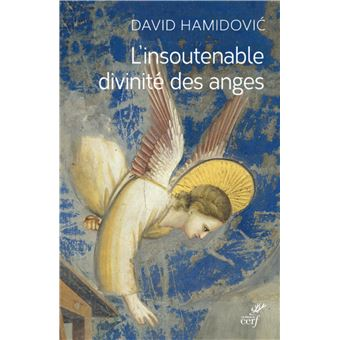 DAVID HAMIDOVIĆ
L'insoutenable
divinité des anges
cerf